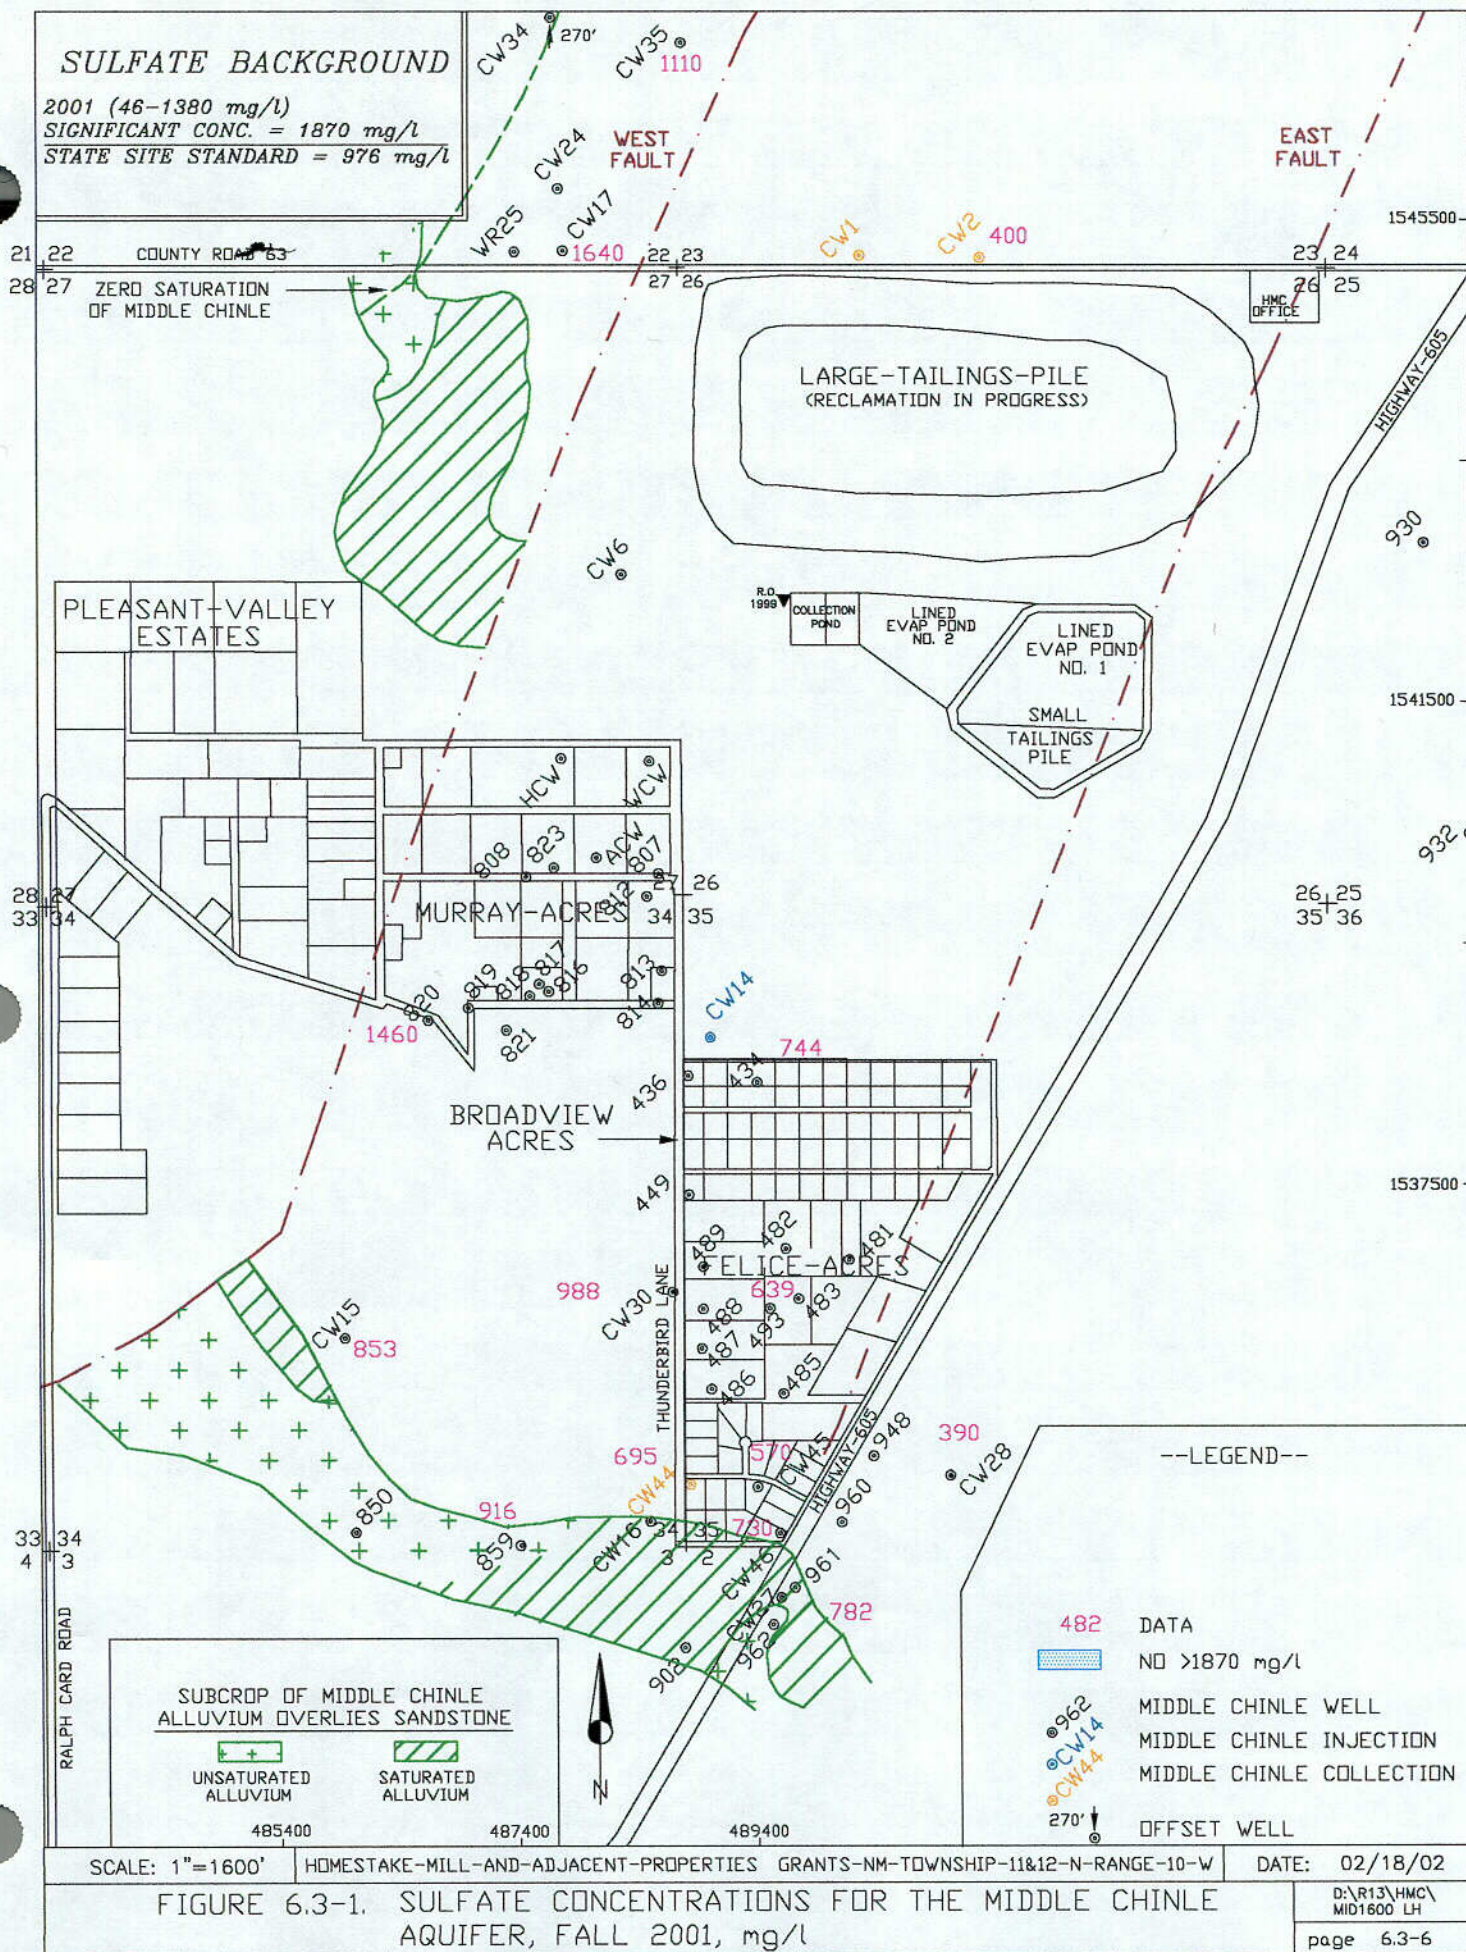 SULFATE BACKGROUND
2001 (46-1380 mg/l)
SIGNIFICANT CONC. = 1870 mg/l
STATE SITE STANDARD = 976 mg/l
CW34
270'
CW35
1110
WEST
FAULT
EAST
FAULT
CW24
WR25
CW17
1640
CW1
CW2
400
1545500
21 22
28 27
COUNTY ROAD 63
22 23
27 26
23 24
26 25
ZERO SATURATION
OF MIDDLE CHINLE
HMC
OFFICE
HIGHWAY-605
LARGE-TAILINGS-PILE
(RECLAMATION IN PROGRESS)
930
CW6
R.O.
1999
COLLECTION
POND
LINED
EVAP POND
NO. 2
LINED
EVAP POND
NO. 1
PLEASANT-VALLEY
ESTATES
1541500
SMALL
TAILINGS
PILE
HCW
WCW
932
808
823
ACW
807
812
28 27
33 34
27 26
34 35
26 25
35 36
MURRAY-ACRES
820
819
818
817
816
813
814
821
1460
CW14
744
436
434
BROADVIEW
ACRES
449
1537500
489
482
481
FELICE-ACRES
988
CW30
THUNDERBIRD LANE
639
488
493
483
487
486
485
CW15
853
695
570
CW45
HIGHWAY-605
948
390
CW28
CW44
960
916
850
859
CW16
34 35
3 2
730
CW46
33 34
4 3
961
CW27
962
782
902
RALPH CARD ROAD
--LEGEND--
482 DATA
NO >1870 mg/l
962 MIDDLE CHINLE WELL
CW14 MIDDLE CHINLE INJECTION
CW44 MIDDLE CHINLE COLLECTION
270' OFFSET WELL
SUBCROP OF MIDDLE CHINLE
ALLUVIUM OVERLIES SANDSTONE
UNSATURATED
ALLUVIUM
SATURATED
ALLUVIUM
N
485400
487400
489400
SCALE: 1"=1600'
HOMESTAKE-MILL-AND-ADJACENT-PROPERTIES GRANTS-NM-TOWNSHIP-11&12-N-RANGE-10-W
DATE: 02/18/02
FIGURE 6.3-1. SULFATE CONCENTRATIONS FOR THE MIDDLE CHINLE
AQUIFER, FALL 2001, mg/l
D:\R13\HMC\
MID1600 LH
page 6.3-6